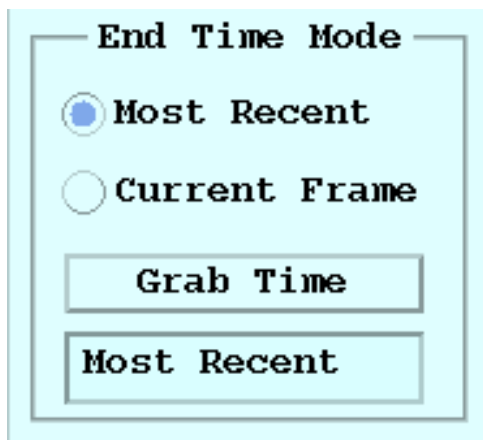 End Time Mode
Most Recent
Current Frame
Grab Time
Most Recent